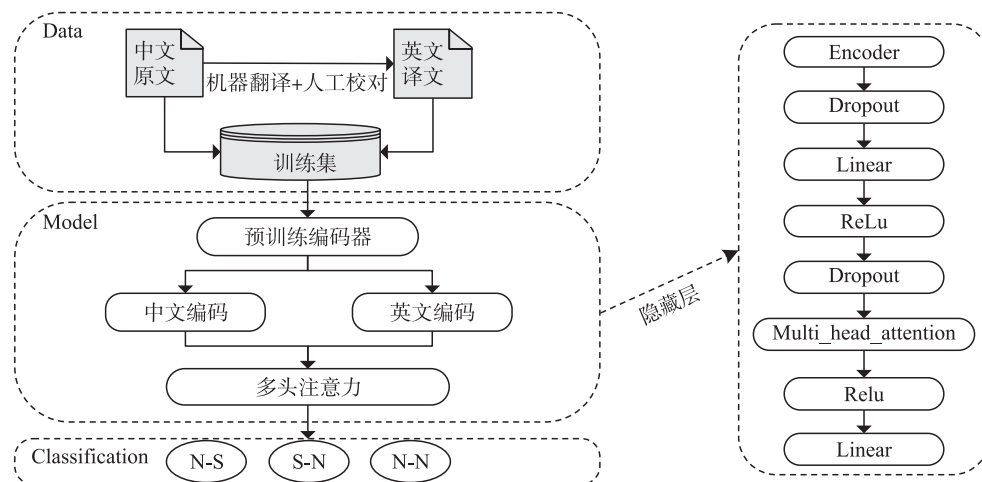 Data
中文
原文
机器翻译+人工校对
英文
译文
训练集
Model
预训练编码器
中文编码
英文编码
多头注意力
Classification
N-S
S-N
N-N
隐藏层
Encoder
Dropout
Linear
ReLu
Dropout
Multi_head_attention
Relu
Linear